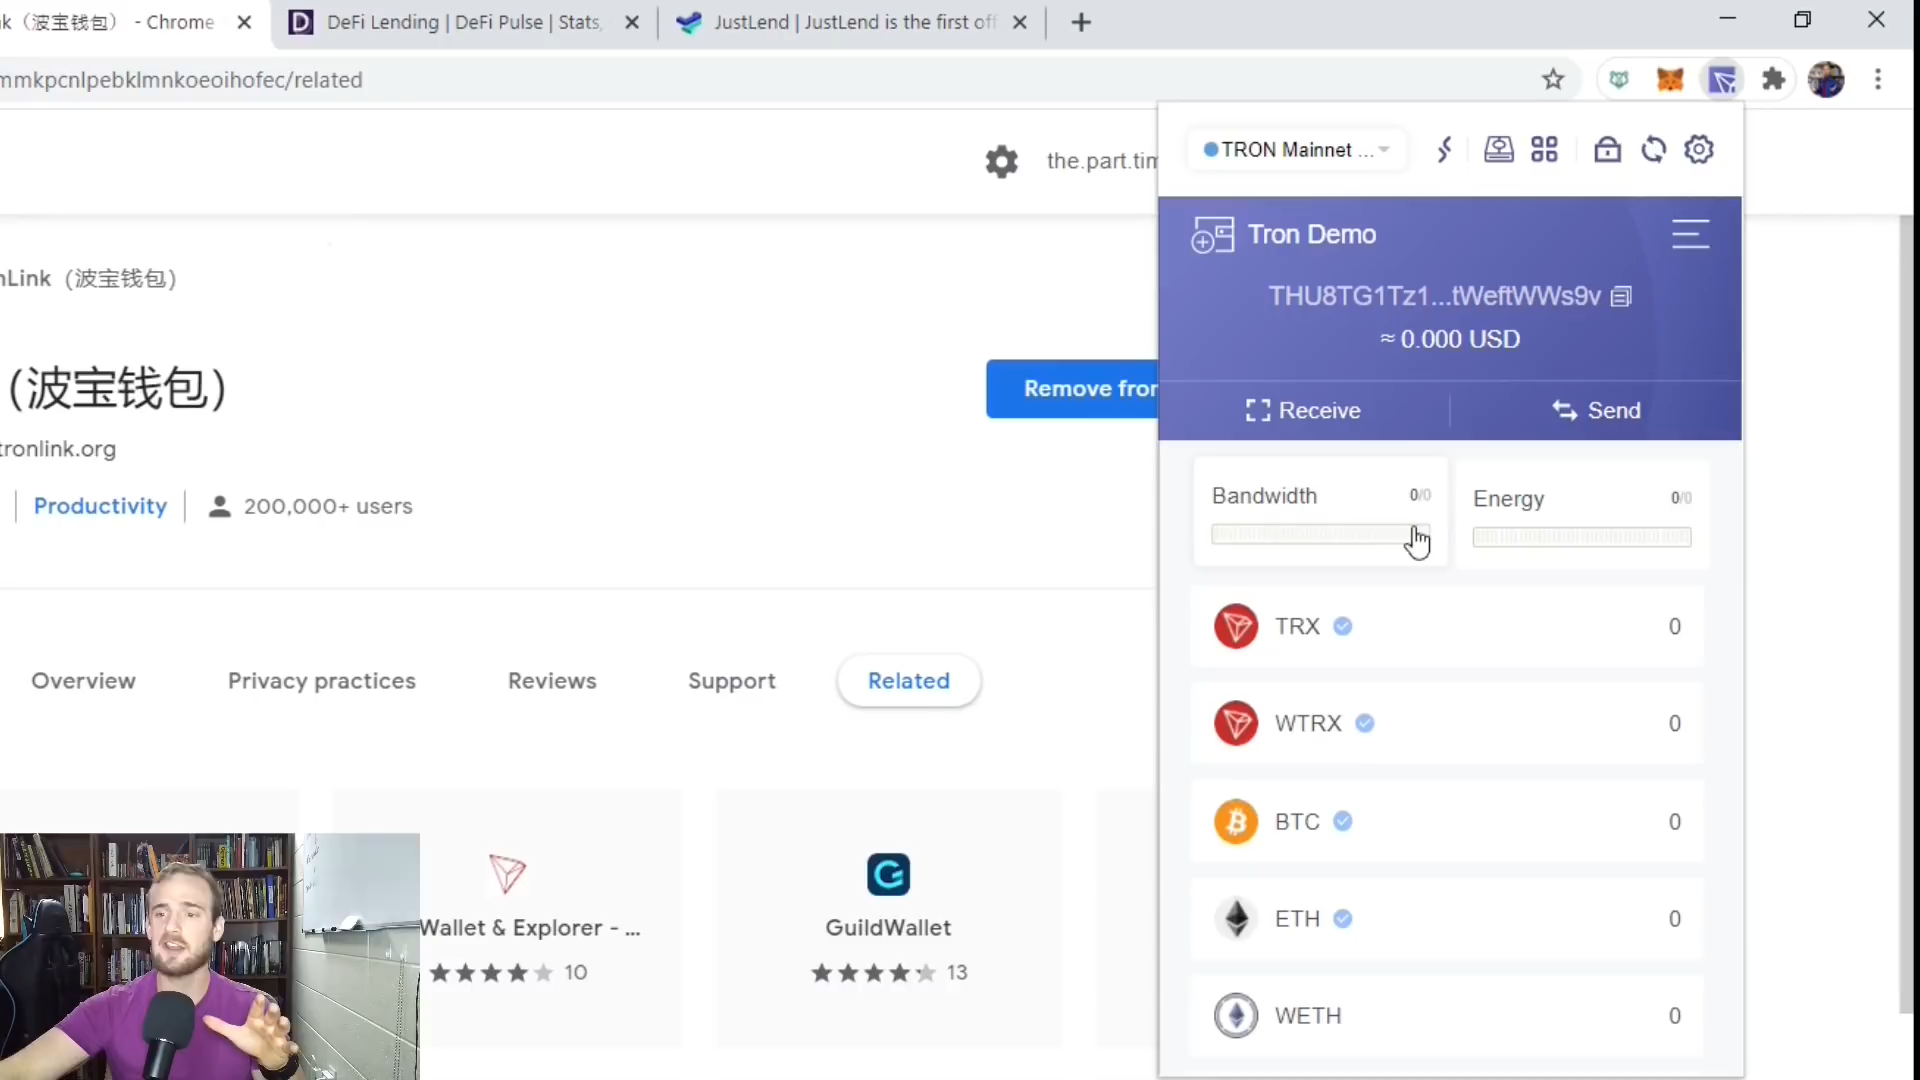 k（波宝钱包） - Chrome
DeFi Lending | DeFi Pulse | Stats,
JustLend | JustLend is the first off
mmkpcnlpebklmnkoeoihofec/related
the.part.tim
TRON Mainnet ...
Tron Demo
THU8TG1Tz1...tWeftWWs9v
≈ 0.000 USD
Receive
Send
nLink（波宝钱包）
（波宝钱包）
Remove from
tronlink.org
Productivity
200,000+ users
Bandwidth 0/0
Energy 0/0
Overview
Privacy practices
Reviews
Support
Related
TRX 0
WTRX 0
BTC 0
ETH 0
WETH 0
Wallet & Explorer - ...
10
GuildWallet
13